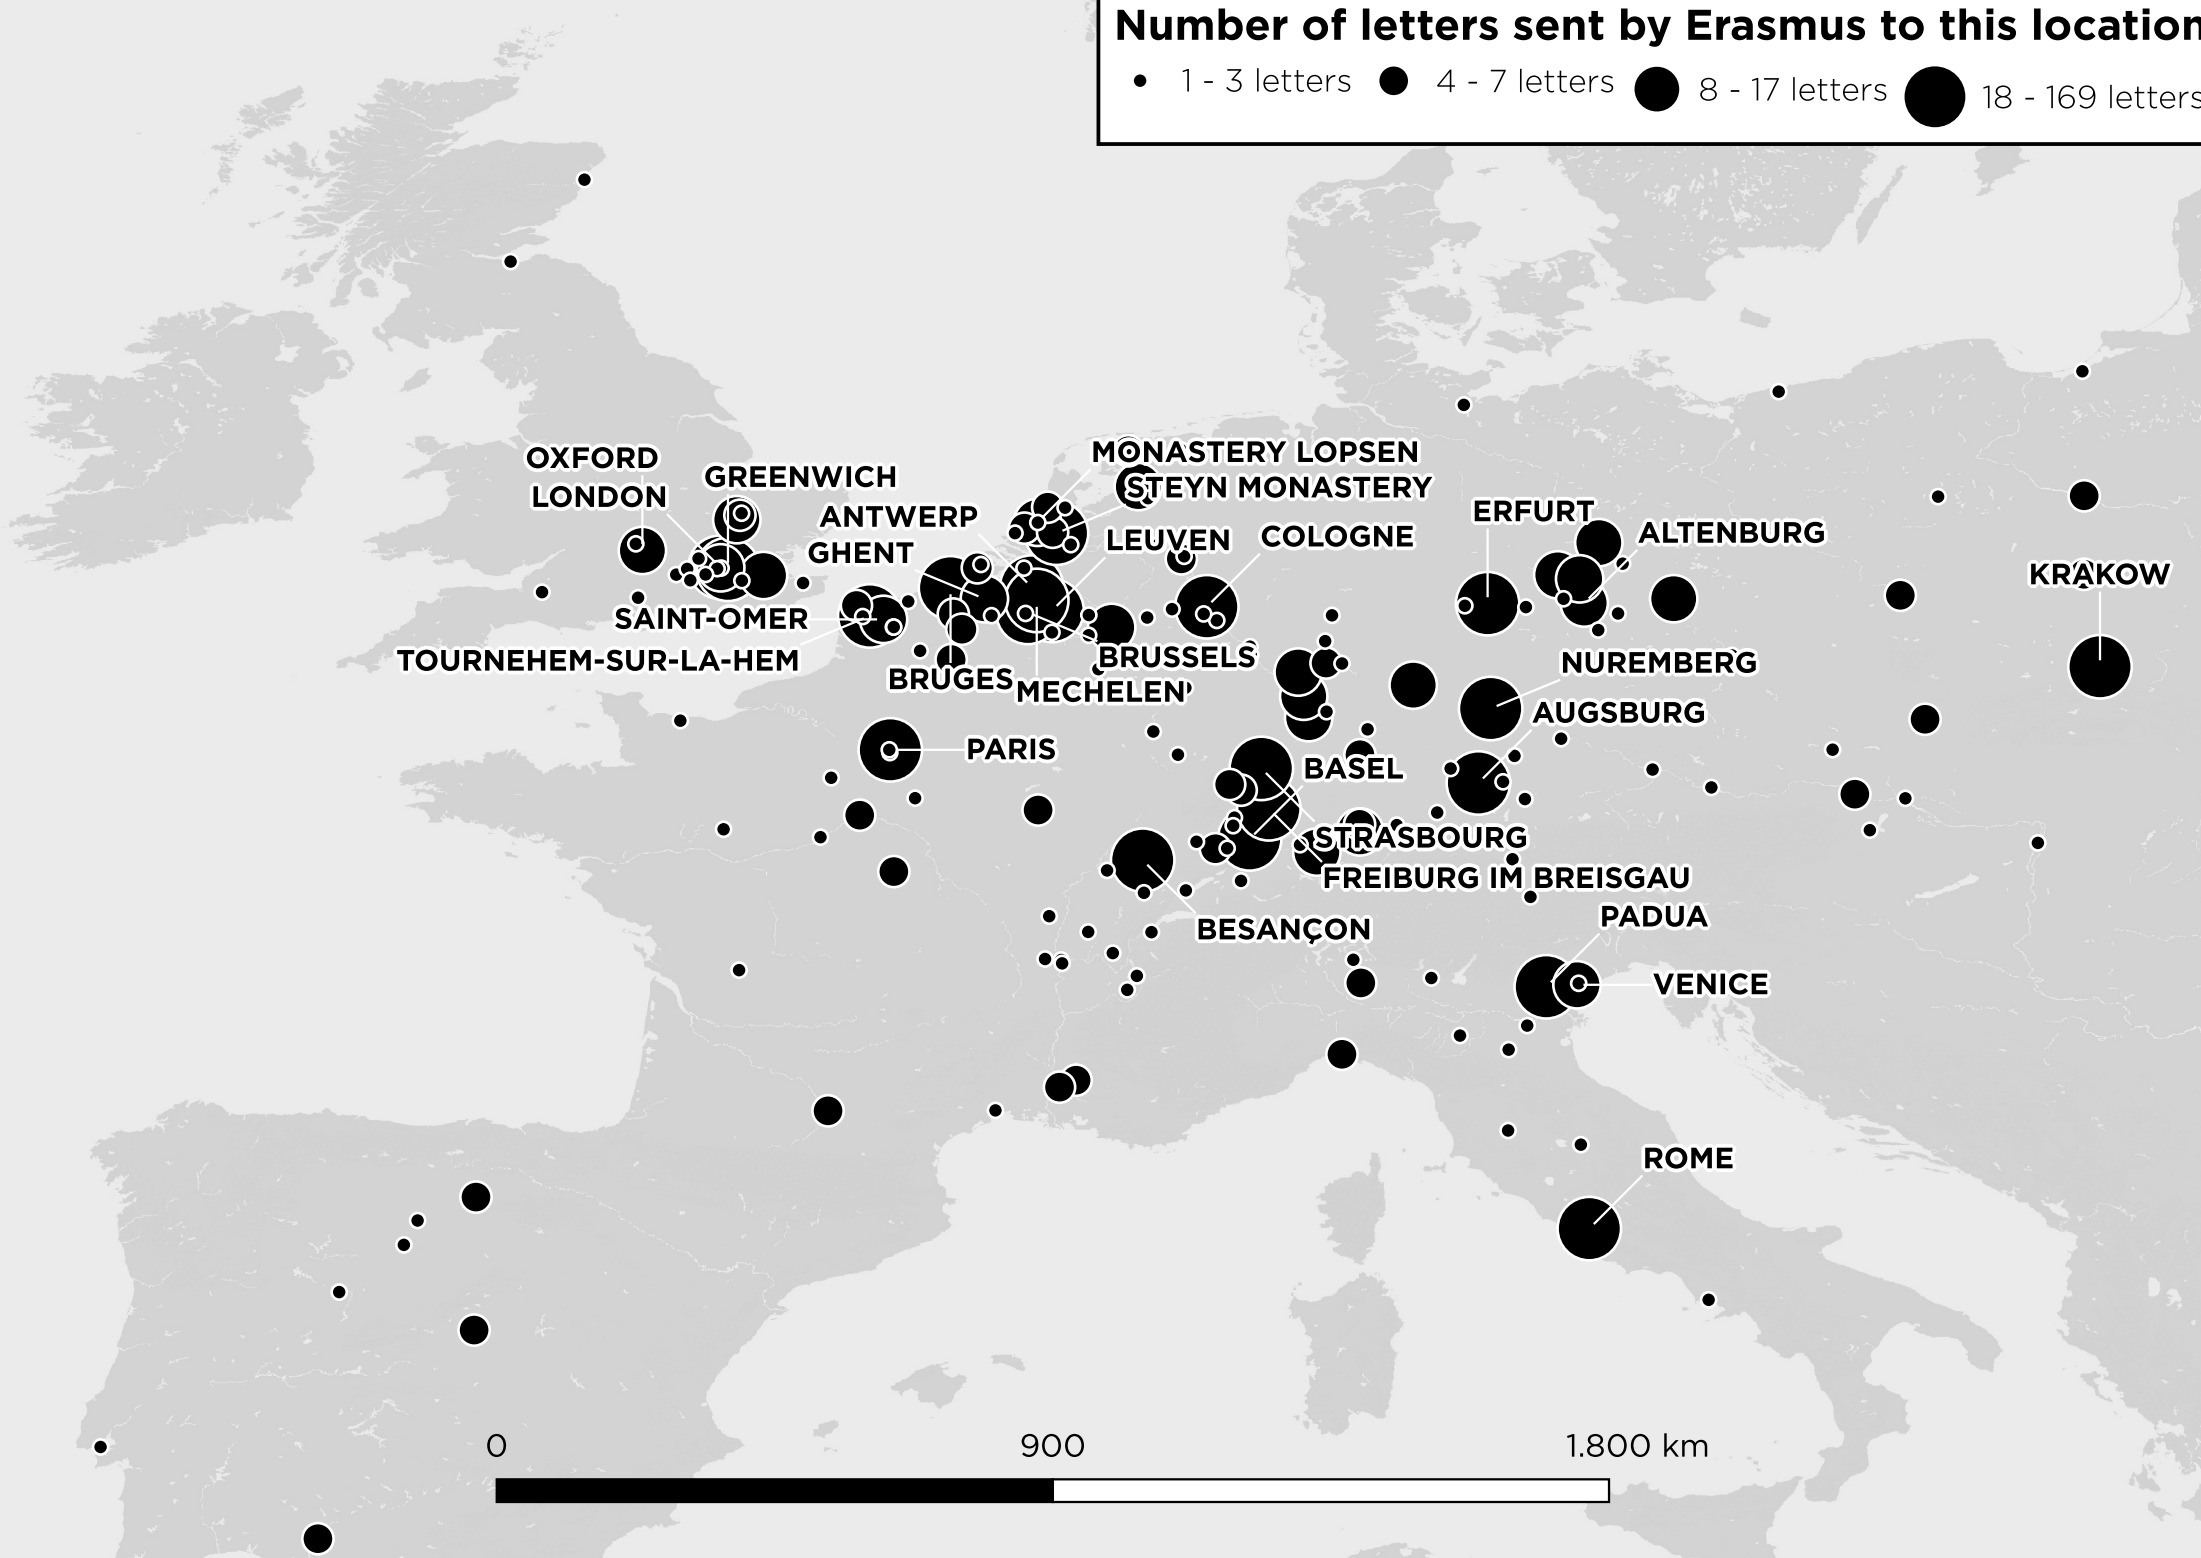 Number of letters sent by Erasmus to this location
1 - 3 letters
4 - 7 letters
8 - 17 letters
18 - 169 letters
MONASTERY LOPSEN
OXFORD
GREENWICH
STEYN MONASTERY
LONDON
ERFURT
ANTWERP
ALTENBURG
COLOGNE
LEUVEN
GHENT
KRAKOW
SAINT-OMER
BRUSSELS
TOURNEHEM-SUR-LA-HEM
NUREMBERG
BRUGES
MECHELEN
AUGSBURG
PARIS
BASEL
STRASBOURG
FREIBURG IM BREISGAU
PADUA
BESANÇON
VENICE
ROME
0
900
1.800 km